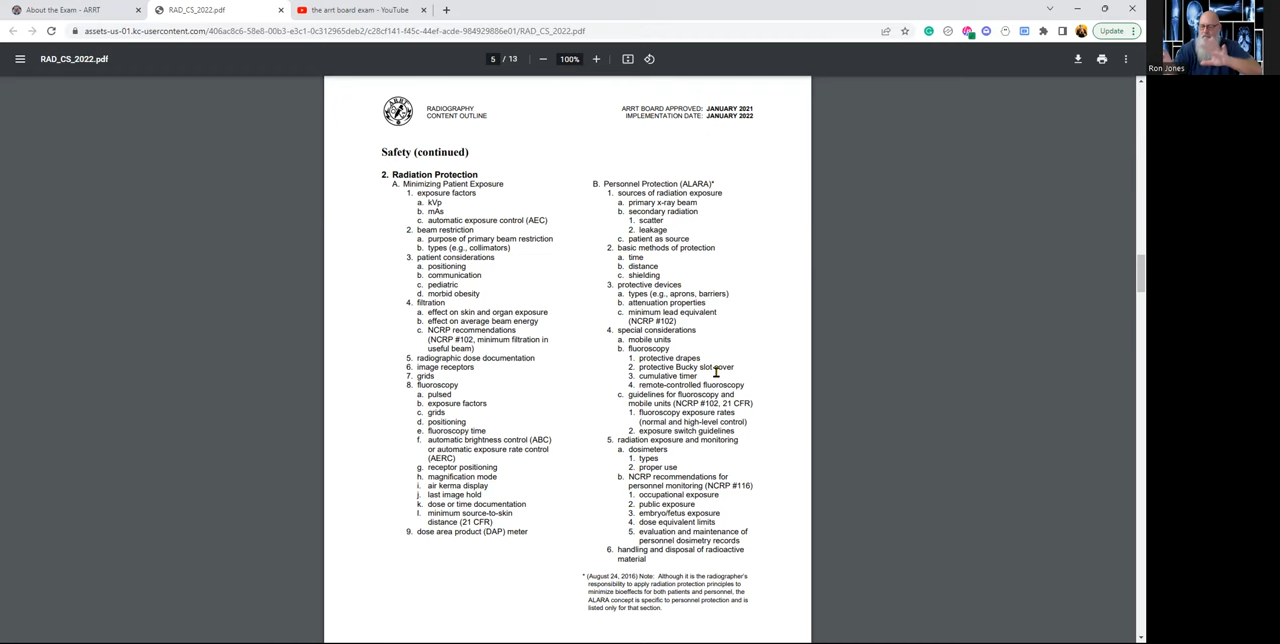 About the Exam - ARRT
RAD_CS_2022.pdf
the arrt board exam - YouTube
assets-us-01.kc-usercontent.com/406ac8c6-58e8-00b3-e3c1-0c312965deb2/c28cf141-f45c-44ef-acde-984929886e01/RAD_CS_2022.pdf
Update
RAD_CS_2022.pdf
5 / 13
100%
Ron Jones
ARRT
RADIOGRAPHY
CONTENT OUTLINE
ARRT BOARD APPROVED: JANUARY 2021
IMPLEMENTATION DATE: JANUARY 2022
Safety (continued)
2. Radiation Protection
A. Minimizing Patient Exposure
1. exposure factors
a. kVp
b. mAs
c. automatic exposure control (AEC)
2. beam restriction
a. purpose of primary beam restriction
b. types (e.g., collimators)
3. patient considerations
a. positioning
b. communication
c. pediatric
d. morbid obesity
4. filtration
a. effect on skin and organ exposure
b. effect on average beam energy
c. NCRP recommendations
(NCRP #102, minimum filtration in
useful beam)
5. radiographic dose documentation
6. image receptors
7. grids
8. fluoroscopy
a. pulsed
b. exposure factors
c. grids
d. positioning
e. fluoroscopy time
f. automatic brightness control (ABC)
or automatic exposure rate control
(AERC)
g. receptor positioning
h. magnification mode
i. air kerma display
j. last image hold
k. dose or time documentation
l. minimum source-to-skin
distance (21 CFR)
9. dose area product (DAP) meter
B. Personnel Protection (ALARA)*
1. sources of radiation exposure
a. primary x-ray beam
b. secondary radiation
1. scatter
2. leakage
c. patient as source
2. basic methods of protection
a. time
b. distance
c. shielding
3. protective devices
a. types (e.g., aprons, barriers)
b. attenuation properties
c. minimum lead equivalent
(NCRP #102)
4. special considerations
a. mobile units
b. fluoroscopy
1. protective drapes
2. protective Bucky slot cover
3. cumulative timer
4. remote-controlled fluoroscopy
c. guidelines for fluoroscopy and
mobile units (NCRP #102, 21 CFR)
1. fluoroscopy exposure rates
(normal and high-level control)
2. exposure switch guidelines
5. radiation exposure and monitoring
a. dosimeters
1. types
2. proper use
b. NCRP recommendations for
personnel monitoring (NCRP #116)
1. occupational exposure
2. public exposure
3. embryo/fetus exposure
4. dose equivalent limits
5. evaluation and maintenance of
personnel dosimetry records
6. handling and disposal of radioactive
material
* (August 24, 2016) Note: Although it is the radiographer's
responsibility to apply radiation protection principles to
minimize bioeffects for both patients and personnel, the
ALARA concept is specific to personnel protection and is
listed only for that section.